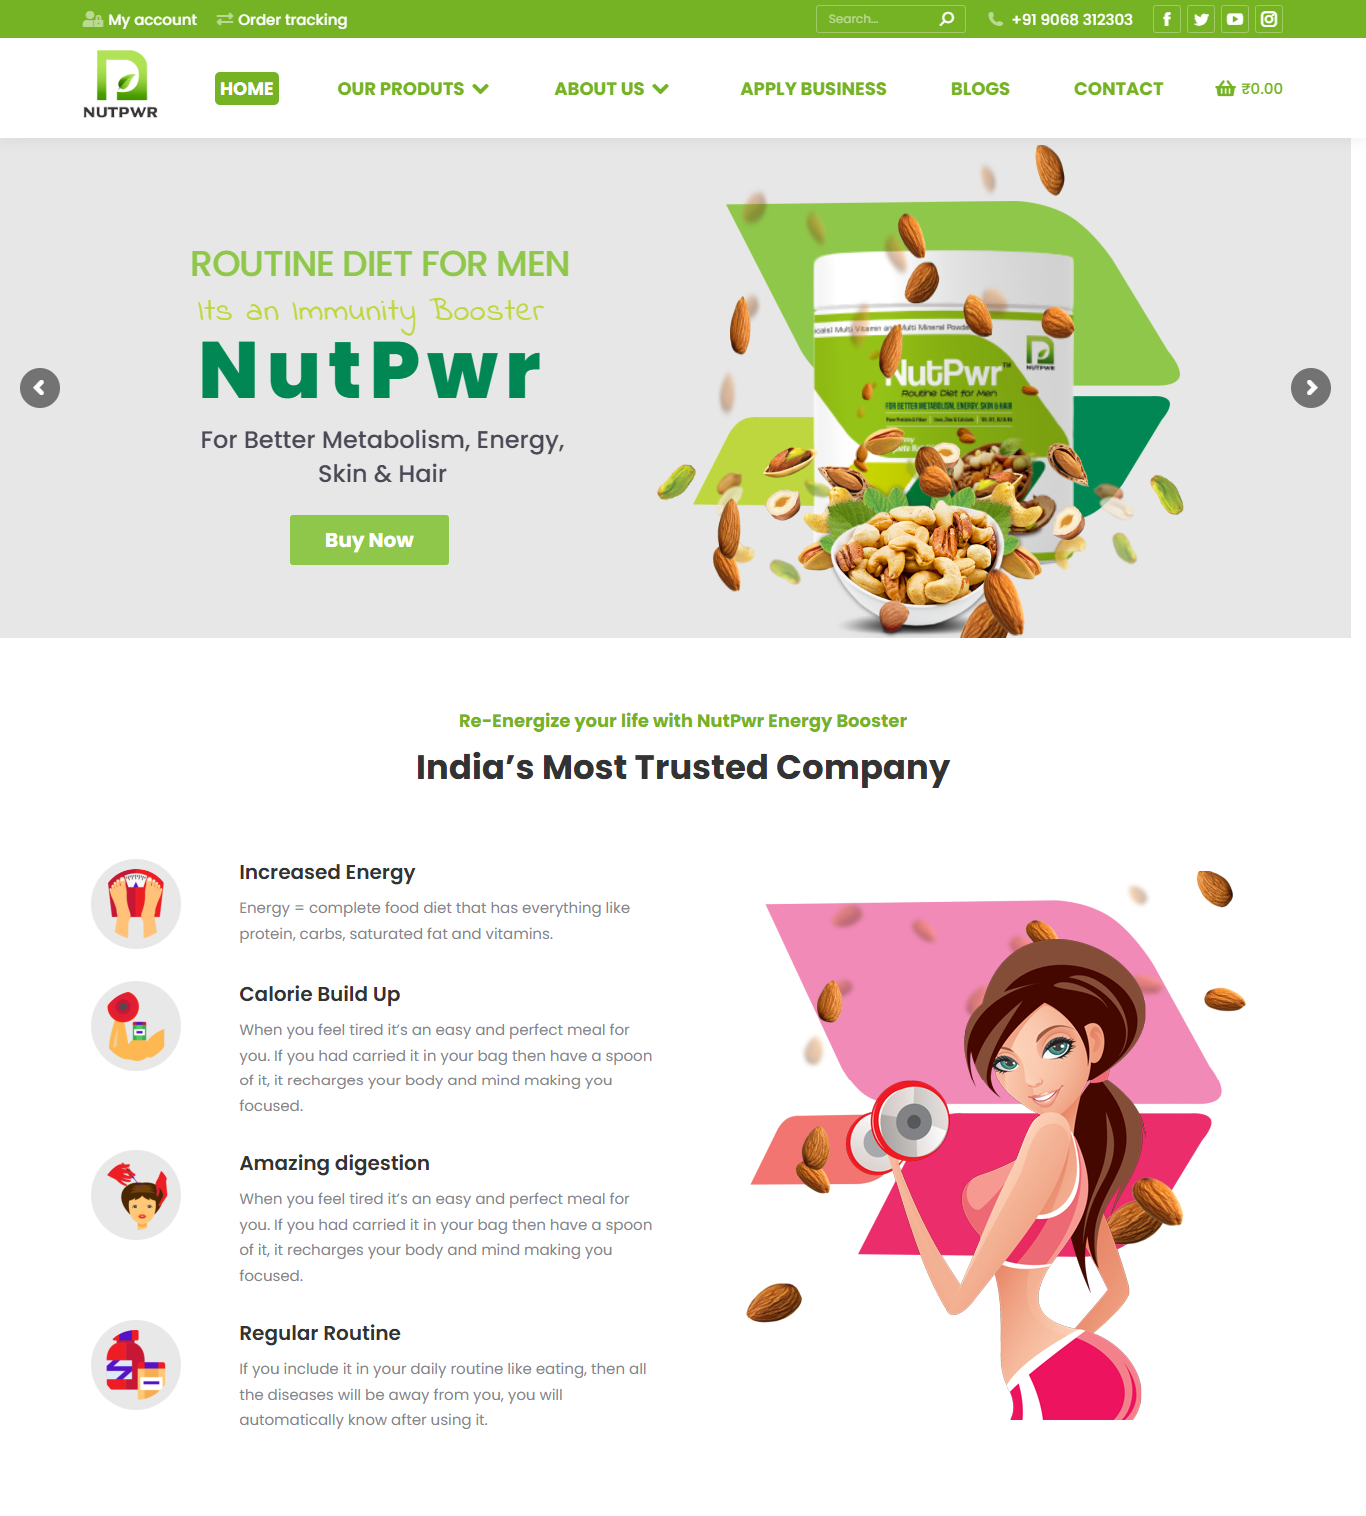 My account
Order tracking
Search...
+91 9068 312303
NUTPWR
HOME
OUR PRODUTS
ABOUT US
APPLY BUSINESS
BLOGS
CONTACT
₹0.00
ROUTINE DIET FOR MEN
Its an Immunity Booster
NutPwr
For Better Metabolism, Energy,
Skin & Hair
Buy Now
Multi Vitamin and Multi Mineral Powder
NUTPWR
NutPwr™
Routine Diet for Men
FOR BETTER METABOLISM, ENERGY, SKIN & HAIR
Re-Energize your life with NutPwr Energy Booster
India’s Most Trusted Company
Increased Energy
Energy = complete food diet that has everything like
protein, carbs, saturated fat and vitamins.
Calorie Build Up
When you feel tired it’s an easy and perfect meal for
you. If you had carried it in your bag then have a spoon
of it, it recharges your body and mind making you
focused.
Amazing digestion
When you feel tired it’s an easy and perfect meal for
you. If you had carried it in your bag then have a spoon
of it, it recharges your body and mind making you
focused.
Regular Routine
If you include it in your daily routine like eating, then all
the diseases will be away from you, you will
automatically know after using it.